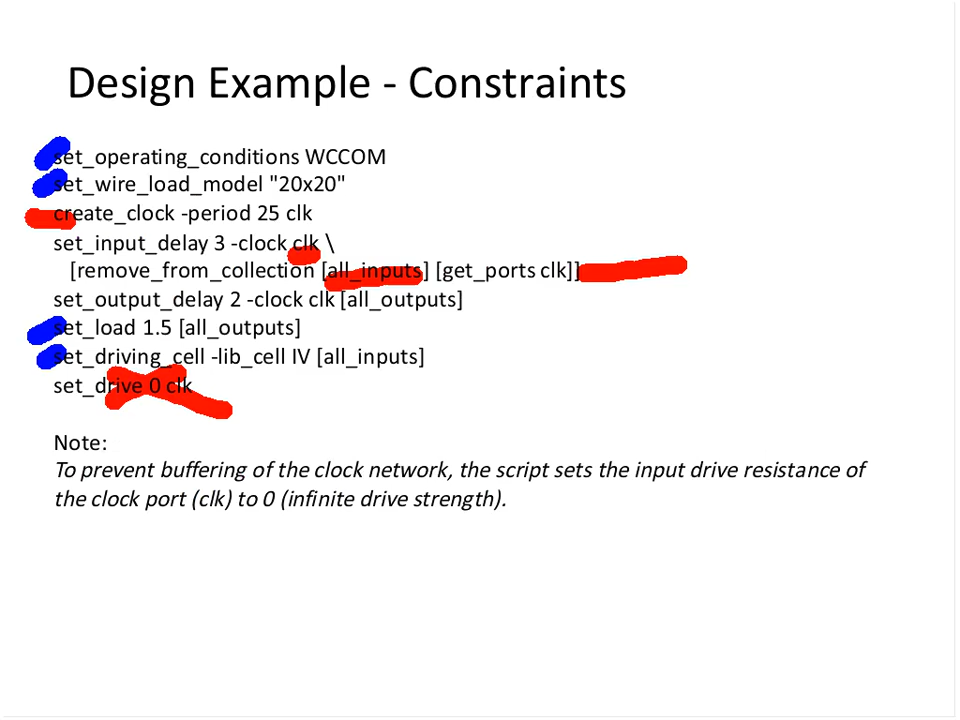 Design Example - Constraints
set_operating_conditions WCCOM
set_wire_load_model "20x20"
create_clock -period 25 clk
set_input_delay 3 -clock clk \
[remove_from_collection [all_inputs] [get_ports clk]]
set_output_delay 2 -clock clk [all_outputs]
set_load 1.5 [all_outputs]
set_driving_cell -lib_cell IV [all_inputs]
set_drive 0 clk
Note:
To prevent buffering of the clock network, the script sets the input drive resistance of
the clock port (clk) to 0 (infinite drive strength).